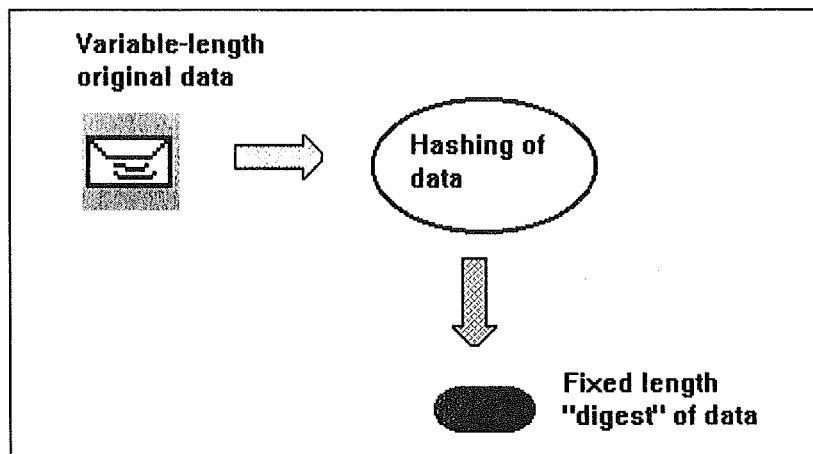 Variable-length
original data
Hashing of
data
Fixed length
"digest" of data